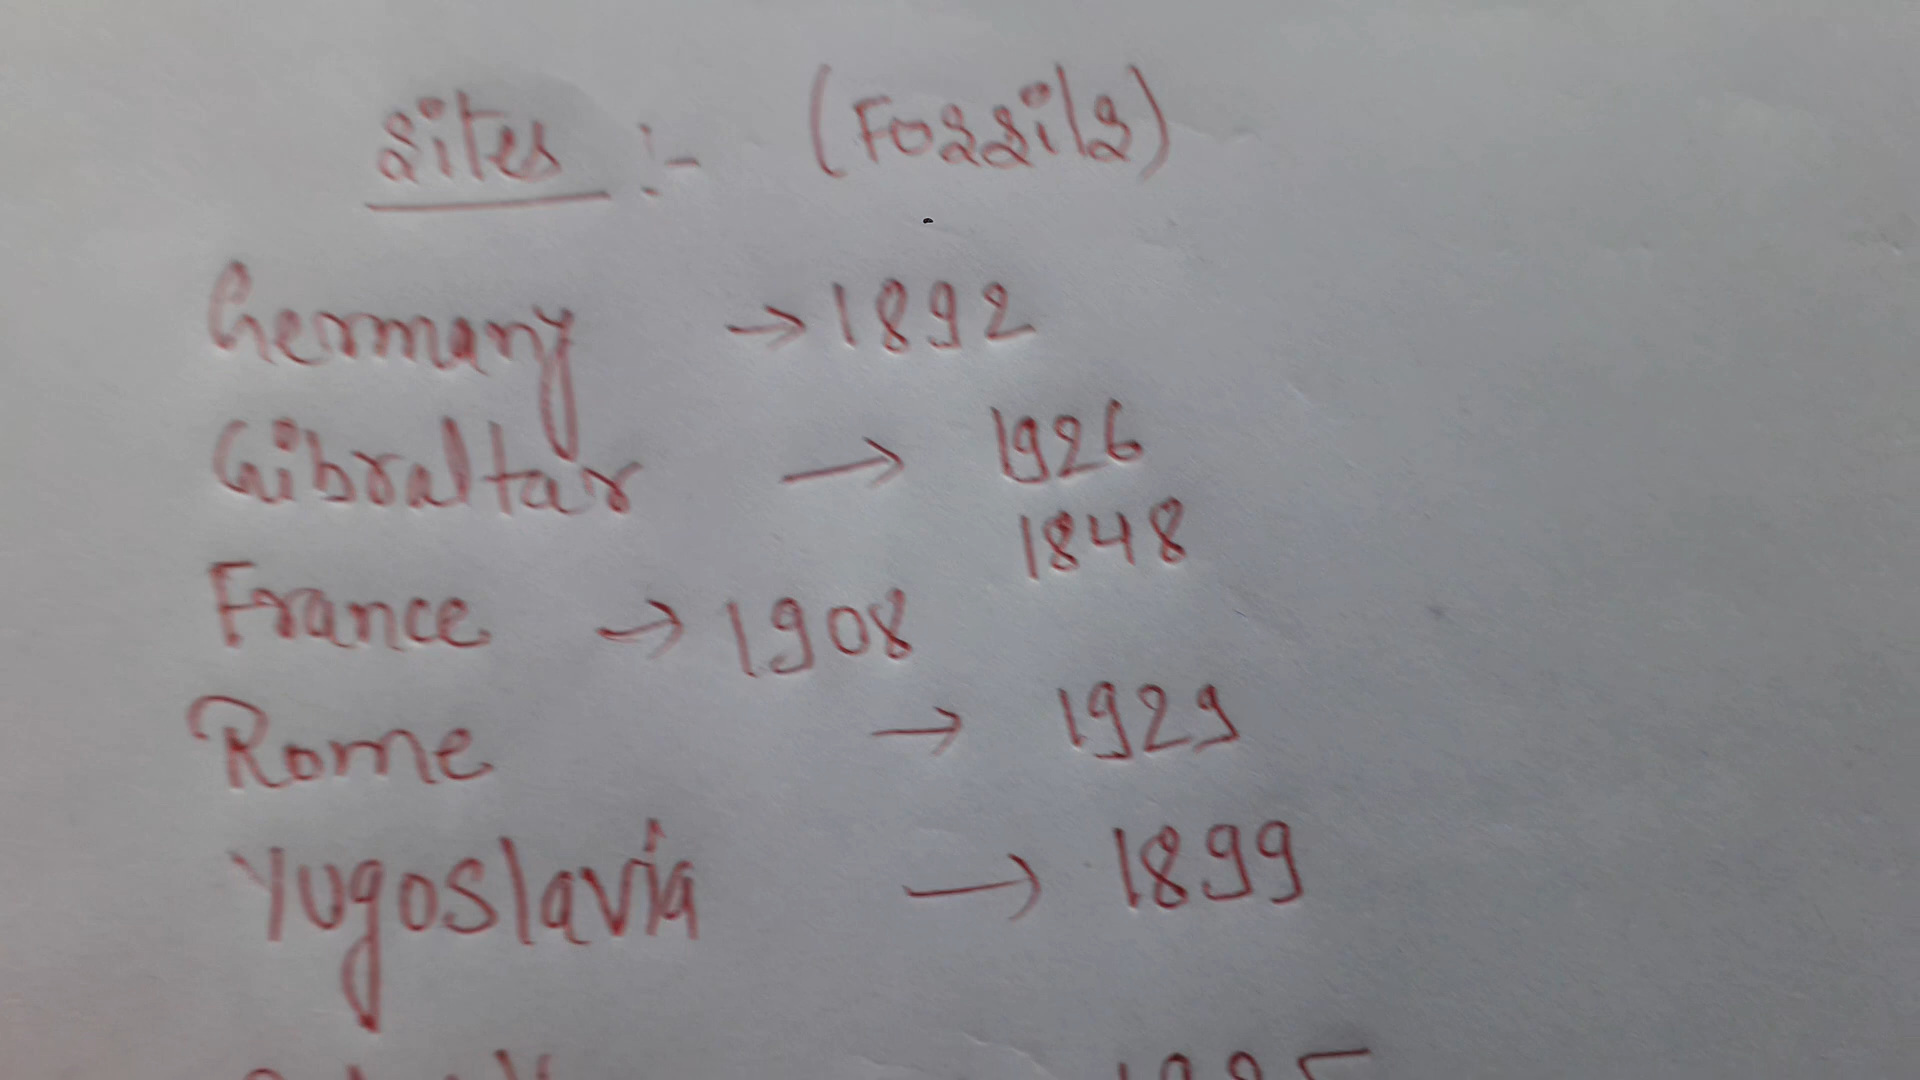 Sites :- (Fossils)
Germany → 1892
Gibraltar → 1926
1848
France → 1908
Rome → 1929
Yugoslavia → 1899